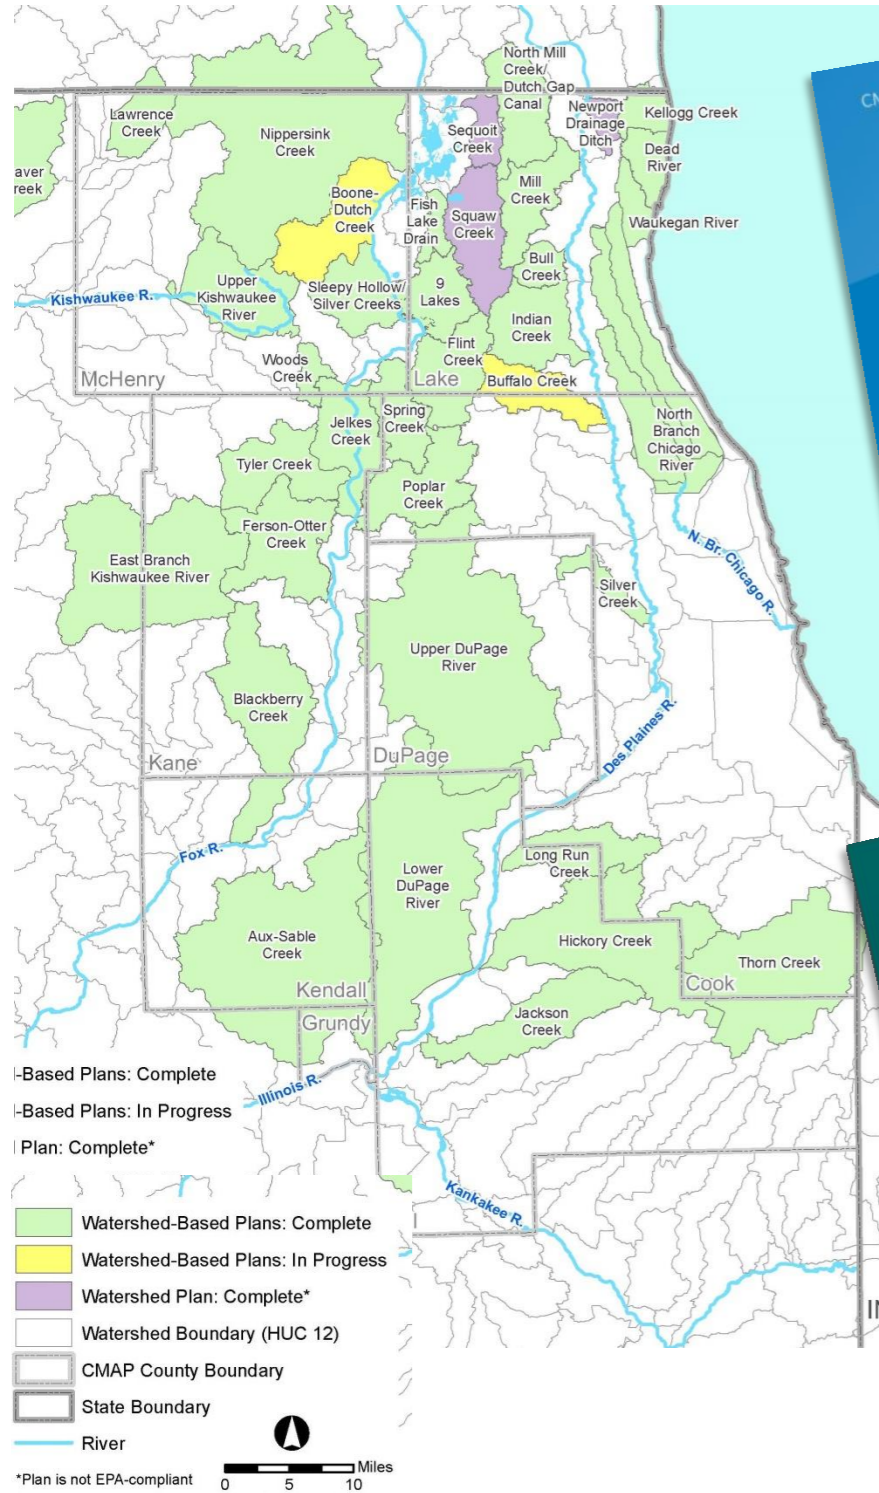 North Mill
Creek/
Dutch Gap
Canal
CM
Lawrence
Creek
Nippersink
Creek
Sequoit
Creek
Newport
Drainage
Ditch
Kellogg Creek
Dead
River
aver
reek
Boone-
Dutch
Creek
Fish
Lake
Drain
Squaw
Creek
Mill
Creek
Waukegan River
Bull
Creek
Kishwaukee R.
Upper
Kishwaukee
River
Sleepy Hollow/
Silver Creeks
9
Lakes
Indian
Creek
Flint
Creek
Woods
Creek
McHenry
Lake
Buffalo Creek
Jelkes
Creek
Spring
Creek
North
Branch
Chicago
River
Tyler Creek
Poplar
Creek
Ferson-Otter
Creek
N. Br. Chicago R.
East Branch
Kishwaukee River
Silver
Creek
Upper DuPage
River
Blackberry
Creek
Des Plaines R.
Kane
DuPage
Fox R.
Long Run
Creek
Lower
DuPage
River
Aux-Sable
Creek
Hickory Creek
Thorn Creek
Kendall
Cook
Grundy
Jackson
Creek
-Based Plans: Complete
Illinois R.
-Based Plans: In Progress
Plan: Complete*
Kankakee R.
Watershed-Based Plans: Complete
Watershed-Based Plans: In Progress
Watershed Plan: Complete*
IN
Watershed Boundary (HUC 12)
CMAP County Boundary
State Boundary
River
*Plan is not EPA-compliant
Miles
0 5 10